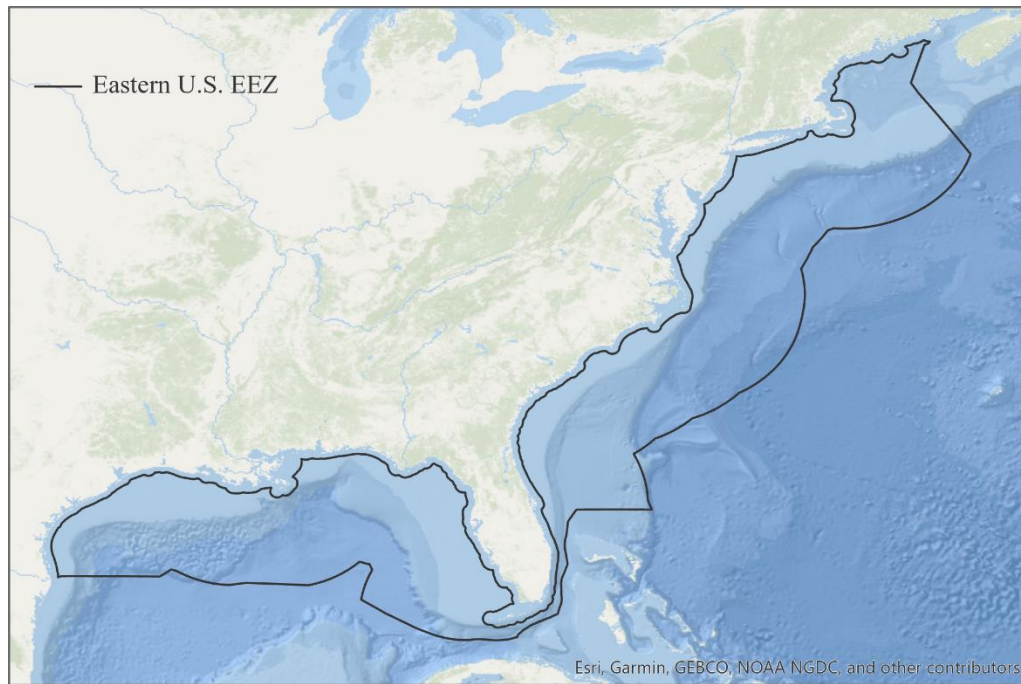 Eastern U.S. EEZ
Esri, Garmin, GEBCO, NOAA NGDC, and other contributors